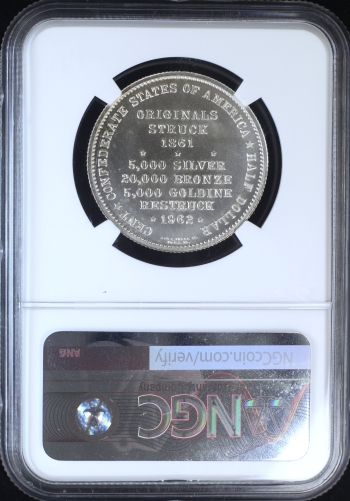 CENT ★ CONFEDERATE STATES OF AMERICA ★ HALF DOLLAR
ORIGINALS
STRUCK
1861
★ ★ ★
5,000 SILVER
20,000 BRONZE
5,000 GOLDINE
RESTRUCK
★ 1962 ★
NGCcoin.com/verify
NGC